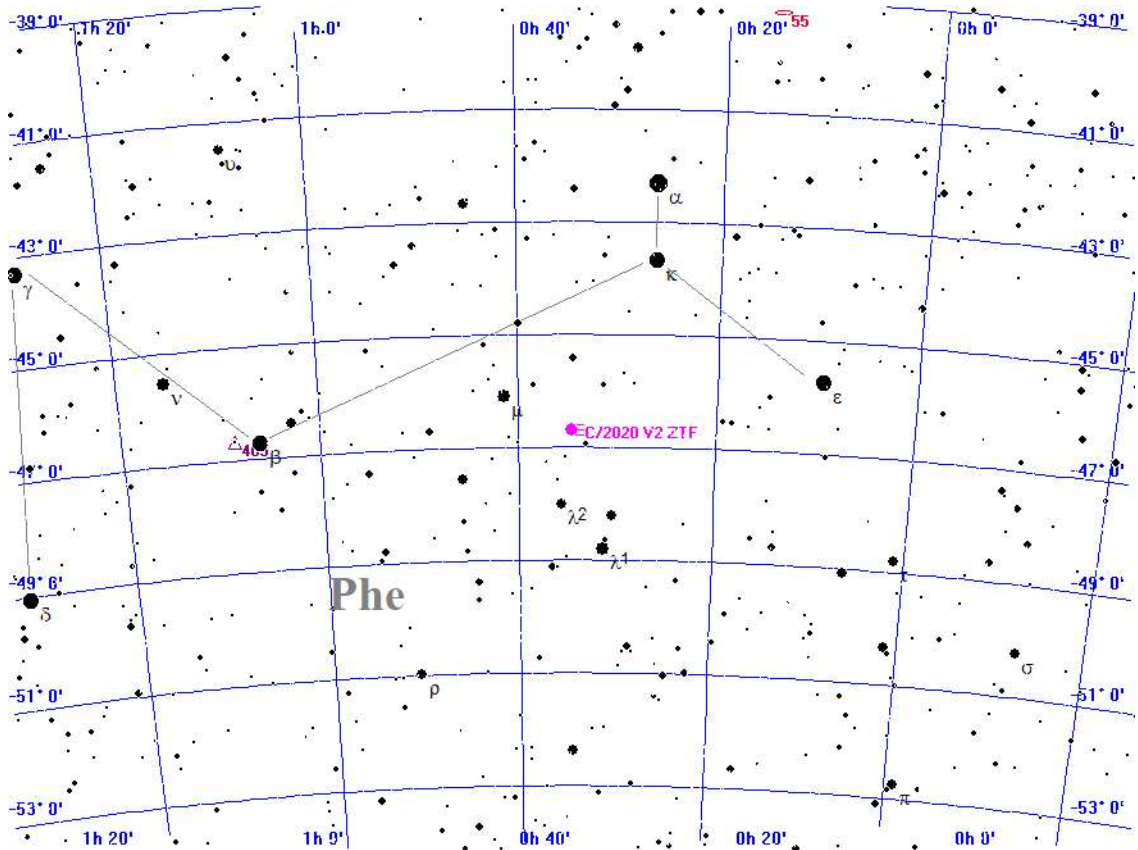 -39° 0' 1h 20' 1h 0' 0h 40' 0h 20' 55 0h 0' -39° 0'
-41° 0' -41° 0'
υ
α
-43° 0' -43° 0'
κ
γ
-45° 0' -45° 0'
ν μ ε
C/2020 V2 ZTF
β
-47° 0' -47° 0'
λ2
λ1
ι
-49° 0' Phe -49° 0'
δ
σ
ρ
-51° 0' -51° 0'
π
-53° 0' -53° 0'
1h 20' 1h 0' 0h 40' 0h 20' 0h 0'